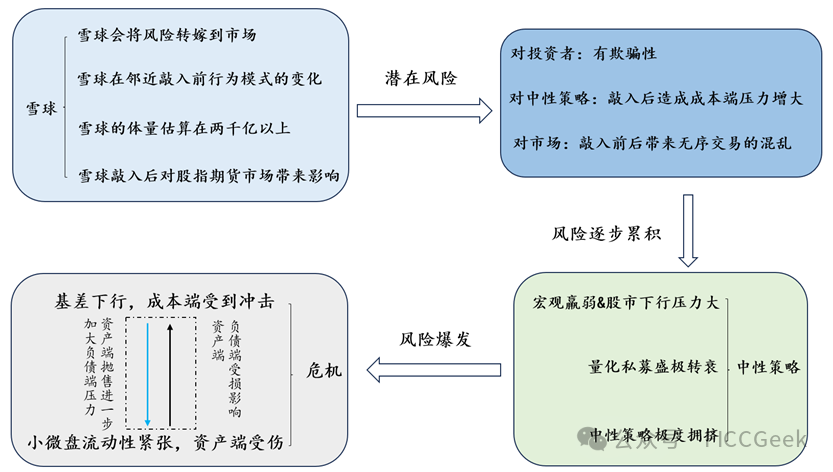 雪球
雪球会将风险转嫁到市场
雪球在邻近敲入前行为模式的变化
雪球的体量估算在两千亿以上
雪球敲入后对股指期货市场带来影响
潜在风险
对投资者：有欺骗性
对中性策略：敲入后造成成本端压力增大
对市场：敲入前后带来无序交易的混乱
风险逐步累积
宏观羸弱&股市下行压力大
量化私募盛极转衰
中性策略极度拥挤
中性策略
公众号
风险爆发
基差下行，成本端受到冲击
资产端抛售进一步
加大负债端压力
负债端受损影响
资产端
小微盘流动性紧张，资产端受伤
危机